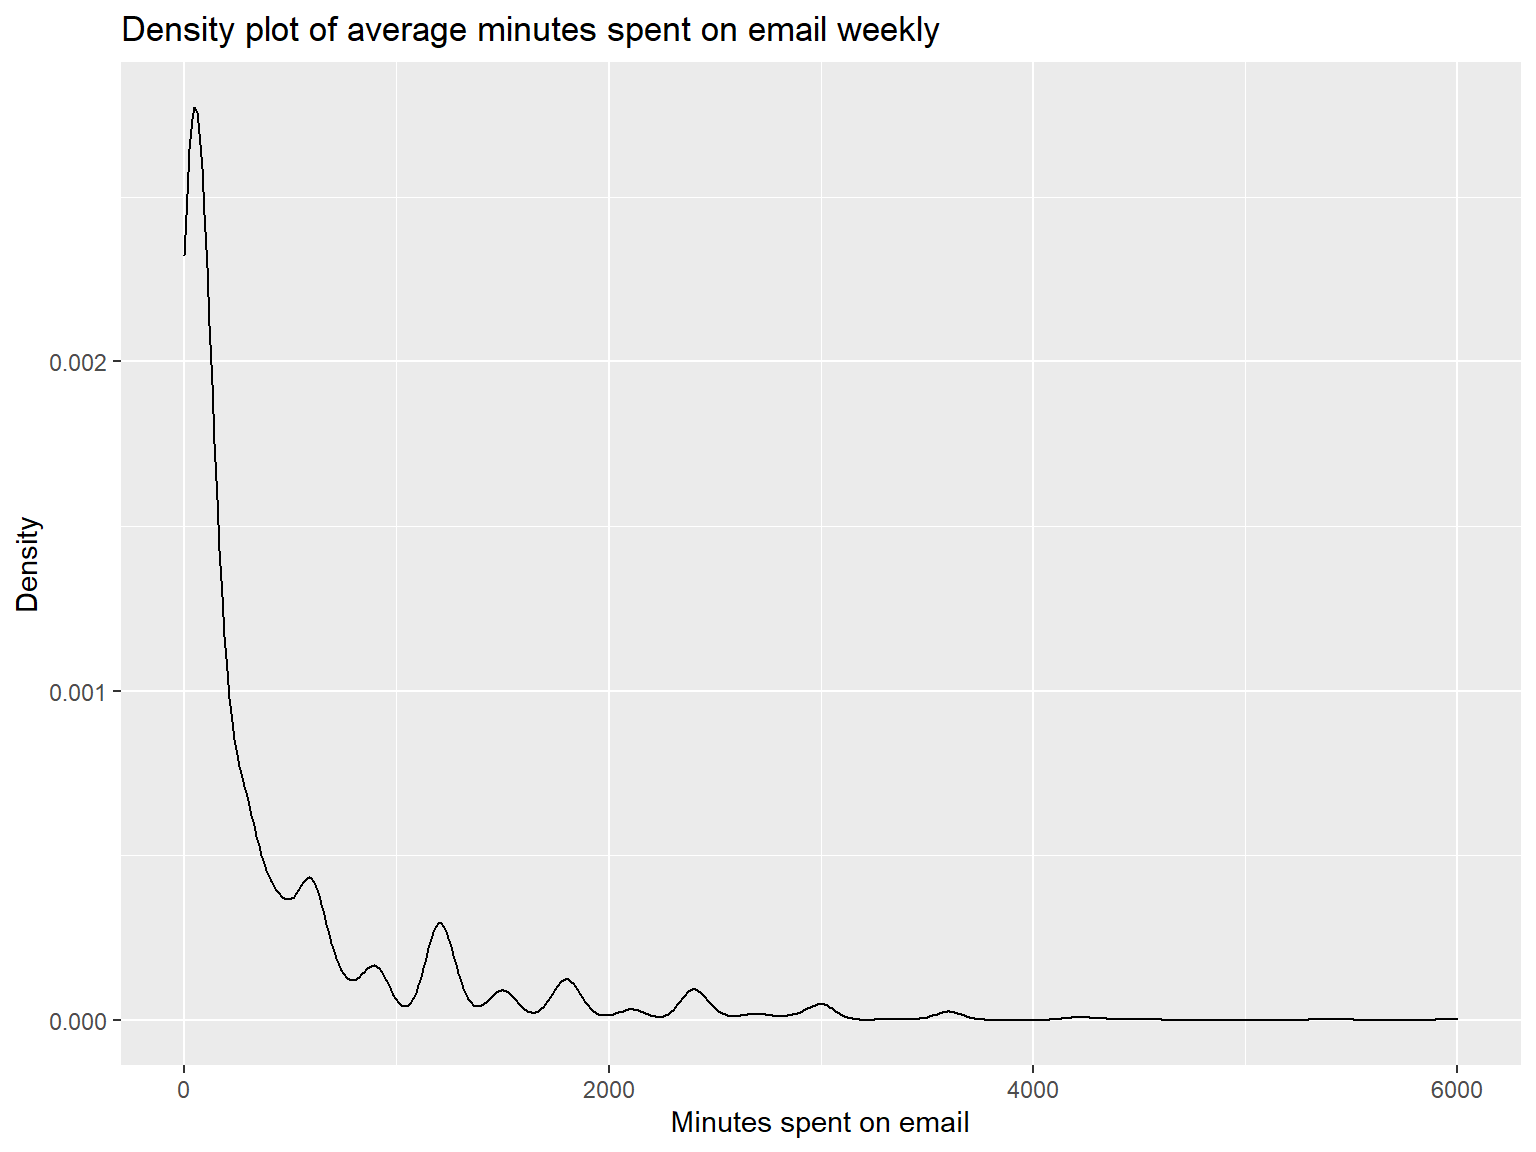 Density plot of average minutes spent on email weekly
Density
0.002
0.001
0.000
0 2000 4000 6000
Minutes spent on email